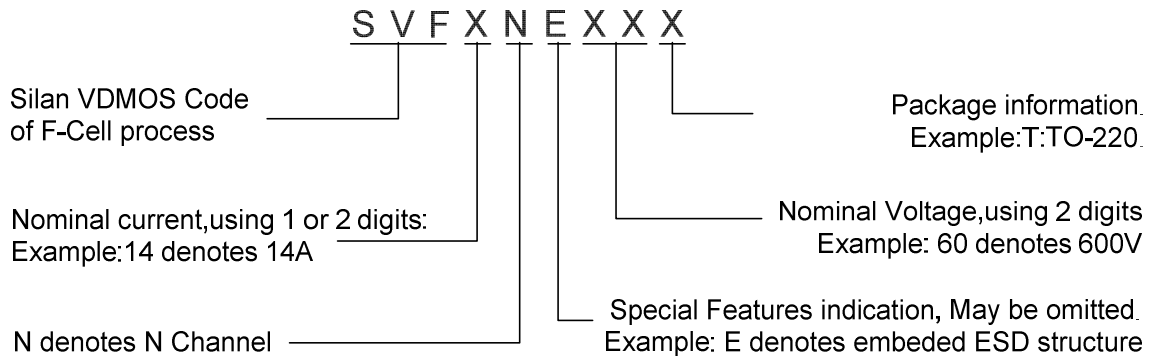 S V F X N E X X X
Silan VDMOS Code
of F-Cell process
Package information.
Example:T:TO-220.
Nominal current,using 1 or 2 digits:
Example:14 denotes 14A
Nominal Voltage,using 2 digits
Example: 60 denotes 600V
N denotes N Channel
Special Features indication, May be omitted.
Example: E denotes embeded ESD structure